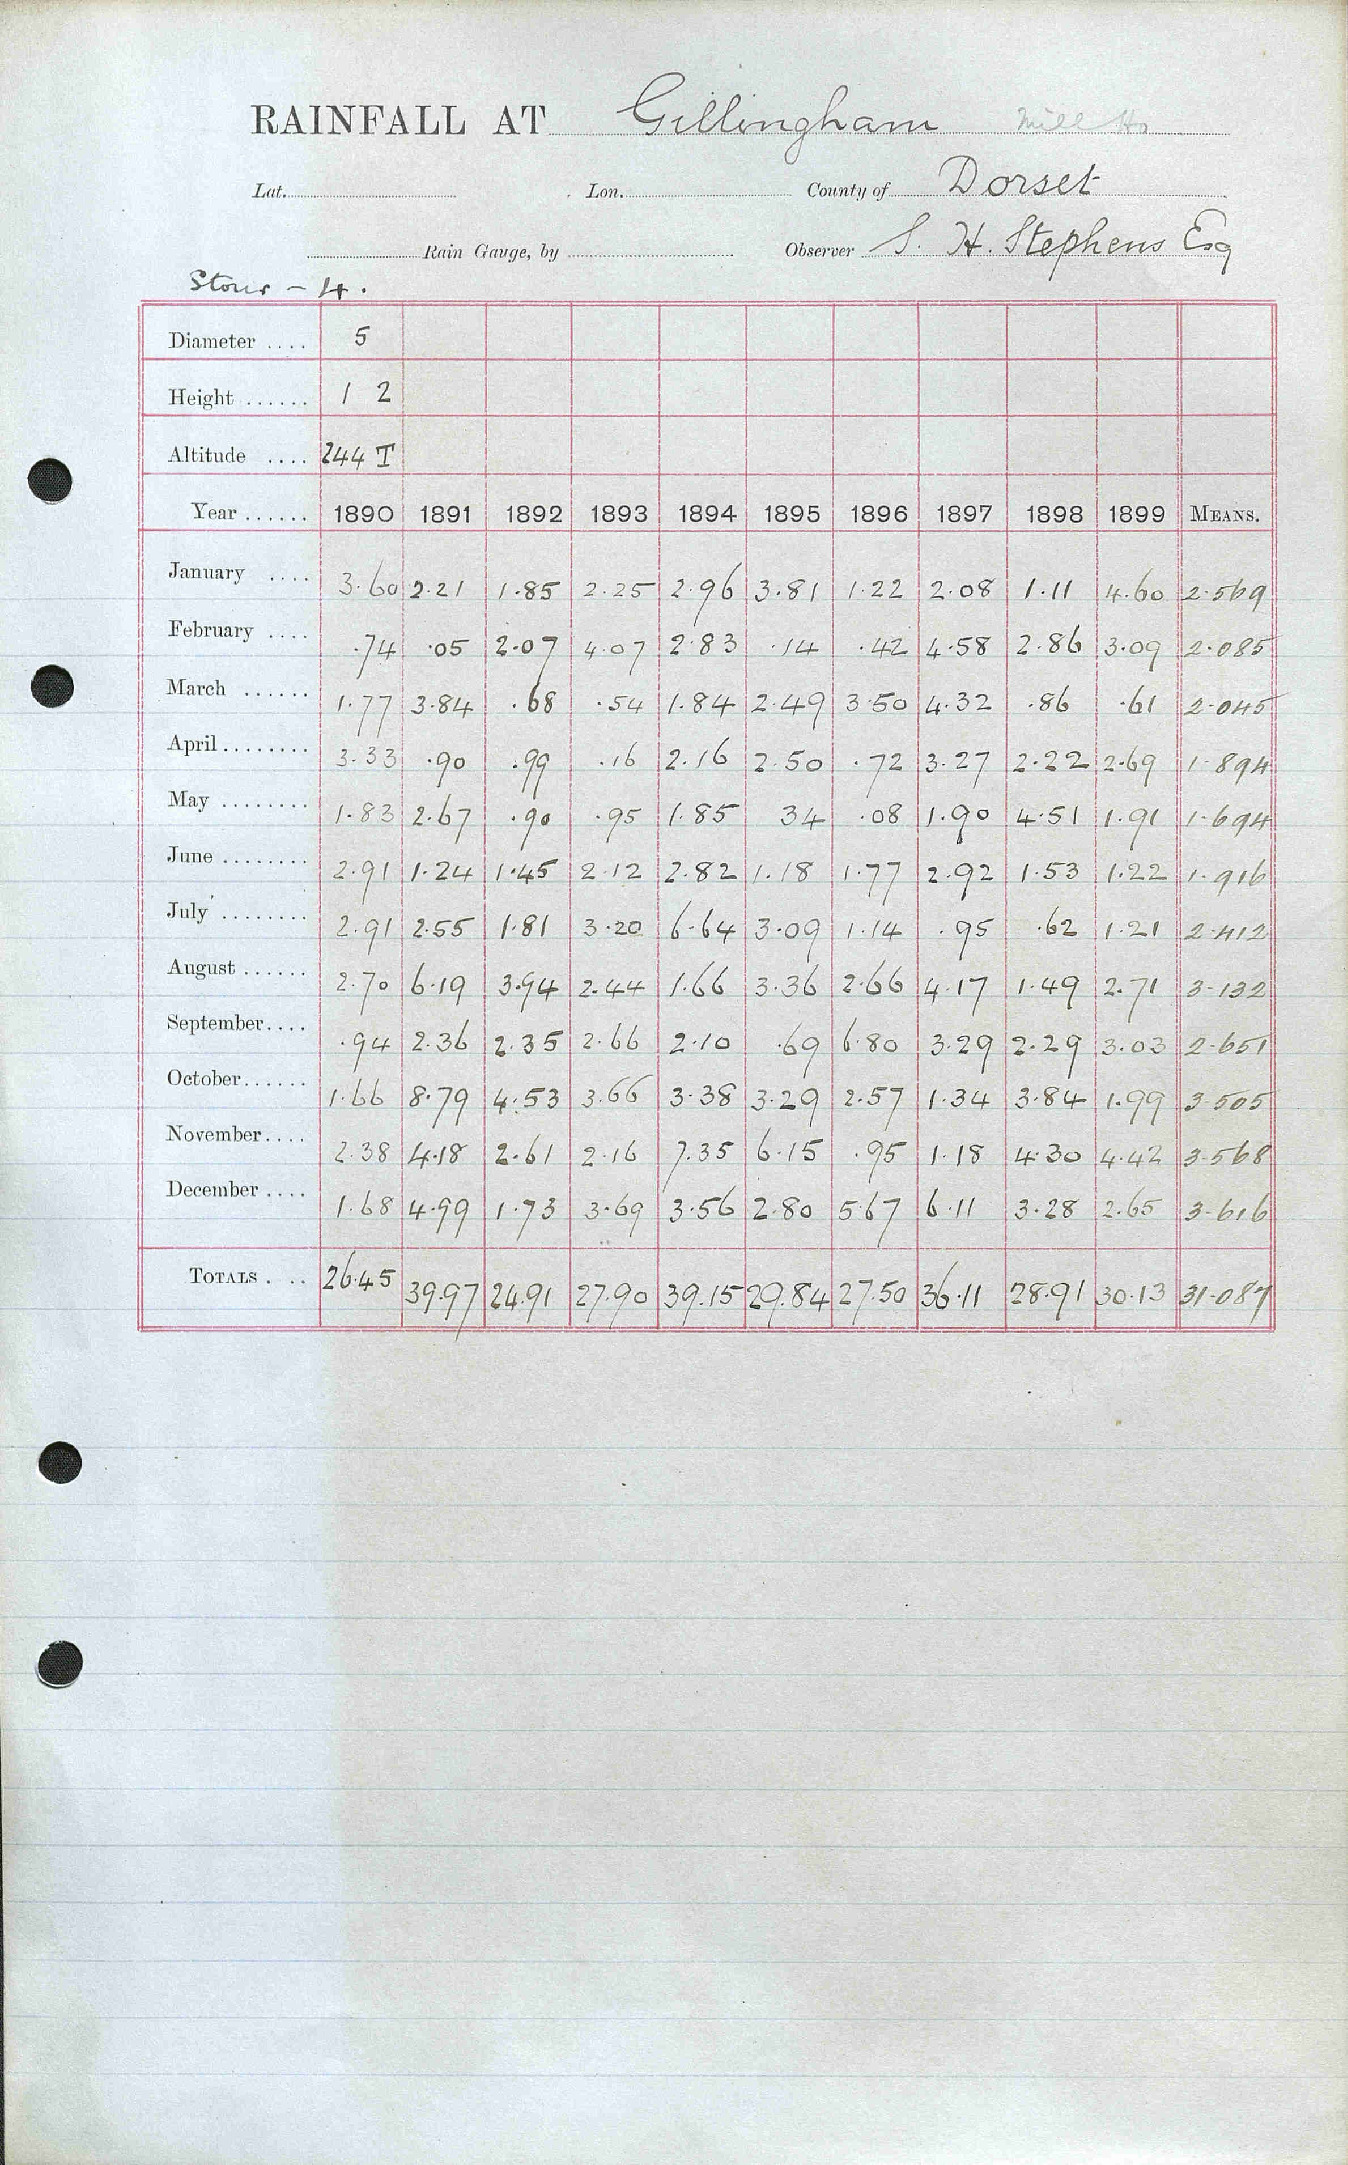 RAINFALL AT Gillingham Mill Ho
Lat. Lon. County of Dorset
Rain Gauge, by Observer S. H. Stephens Esq
Stour - 4.
Diameter .... 5
Height ...... 1 2
Altitude .... 244 T
Year ...... 1890 1891 1892 1893 1894 1895 1896 1897 1898 1899 MEANS.
January .... 3.60 2.21 1.85 2.25 2.96 3.81 1.22 2.08 1.11 4.60 2.569
February .... .74 .05 2.07 4.07 2.83 .14 .42 4.58 2.86 3.09 2.085
March ...... 1.77 3.84 .68 .54 1.84 2.49 3.50 4.32 .86 .61 2.045
April ........ 3.33 .90 .99 .16 2.16 2.50 .72 3.27 2.22 2.69 1.894
May ........ 1.83 2.67 .90 .95 1.85 34 .08 1.90 4.51 1.91 1.694
June ........ 2.91 1.24 1.45 2.12 2.82 1.18 1.77 2.92 1.53 1.22 1.916
July ........ 2.91 2.55 1.81 3.20 6.64 3.09 1.14 .95 .62 1.21 2.412
August ...... 2.70 6.19 3.94 2.44 1.66 3.36 2.66 4.17 1.49 2.71 3.132
September.... .94 2.36 2.35 2.66 2.10 .69 6.80 3.29 2.29 3.03 2.651
October...... 1.66 8.79 4.53 3.66 3.38 3.29 2.57 1.34 3.84 1.99 3.505
November.... 2.38 4.18 2.61 2.16 7.35 6.15 .95 1.18 4.30 4.42 3.568
December .... 1.68 4.99 1.73 3.69 3.56 2.80 5.67 6.11 3.28 2.65 3.616
TOTALS . .. 26.45 39.97 24.91 27.90 39.15 29.84 27.50 36.11 28.91 30.13 31.087